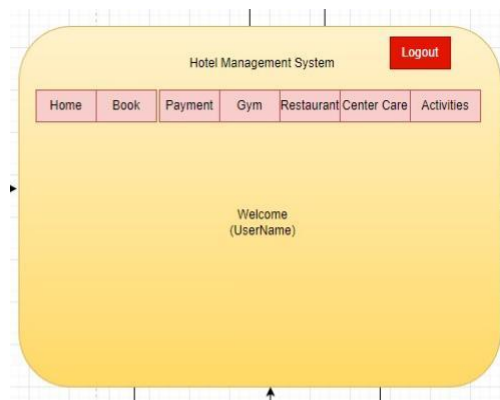 Logout
Hotel Management System
Home Book Payment Gym Restaurant Center Care Activities
Welcome
(UserName)